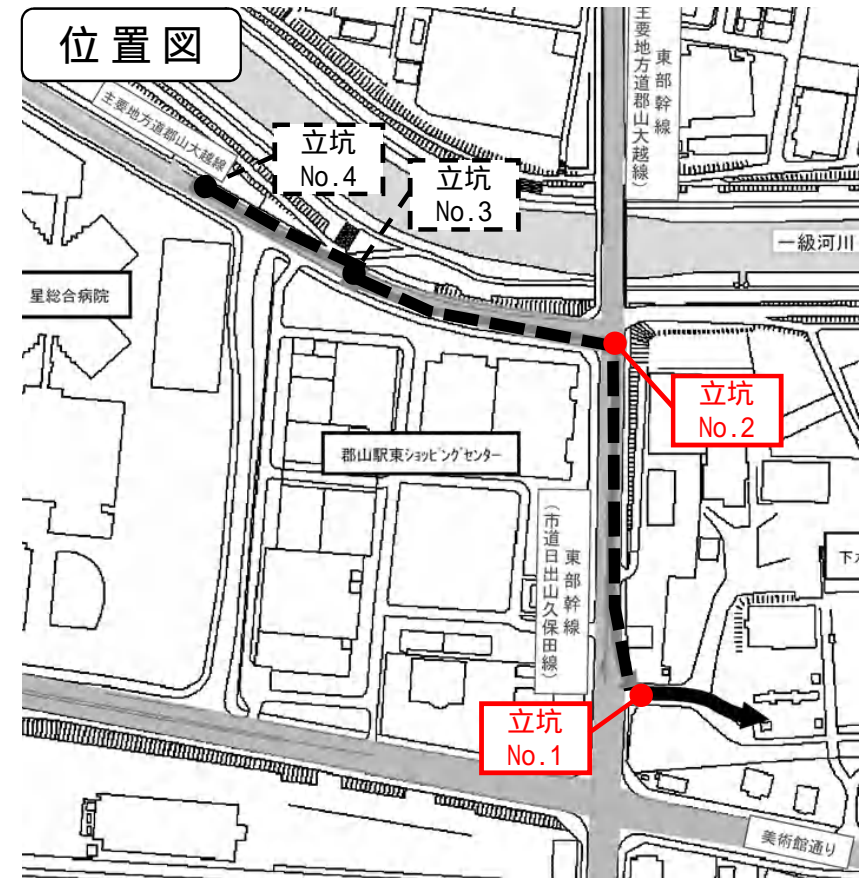 位置図
主要地方道郡山大越線
立坑
No.4
立坑
No.3
東部幹線
主要地方道郡山大越線）
一級河川
星総合病院
立坑
No.2
郡山駅東ショッピングセンター
東部幹線
（市道日出山久保田線）
立坑
No.1
美術館通り